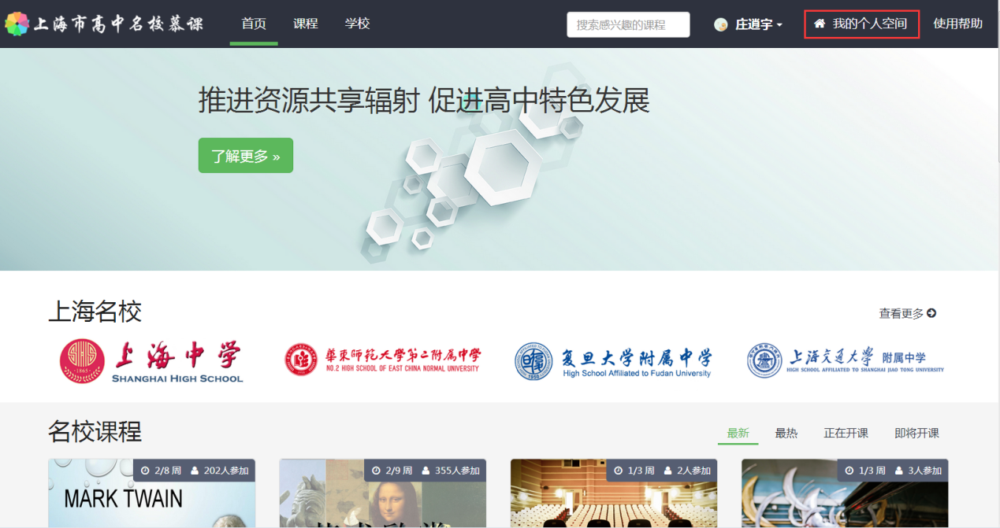 上海市高中名校慕课 首页 课程 学校 搜索感兴趣的课程 庄逍宇 我的个人空间 使用帮助
推进资源共享辐射 促进高中特色发展
了解更多 »
上海名校 查看更多
上海中学 華東师范大學第二附属中學 复旦大学附属中学 上海交通大学 附属中学
·1865· SHANGHAI HIGH SCHOOL NO.2 HIGH SCHOOL OF EAST CHINA NORMAL UNIVERSITY 1950 High School Affiliated to Fudan University HIGH SCHOOL AFFILIATED TO SHANGHAI JIAO TONG UNIVERSITY
名校课程 最新 最热 正在开课 即将开课
2/8 周 202人参加 2/9 周 355人参加 1/3 周 2人参加 1/3 周 3人参加
MARK TWAIN